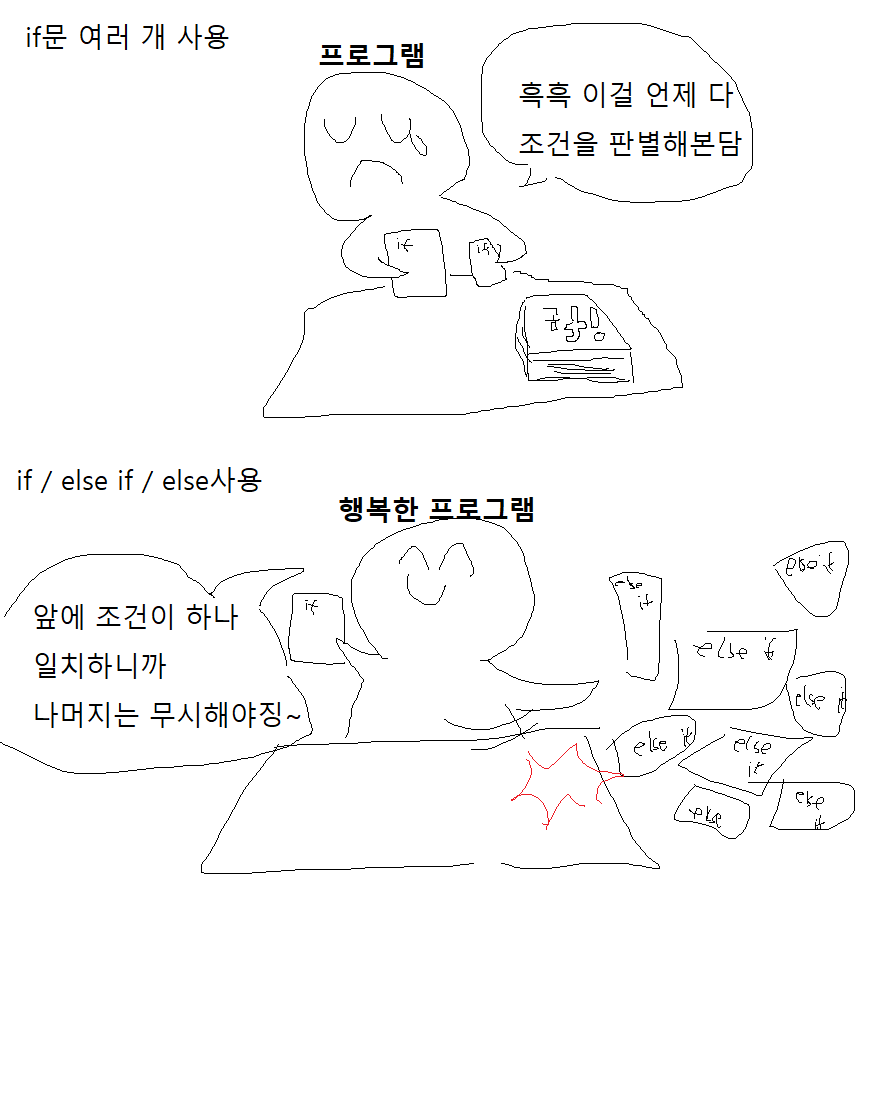 if문 여러 개 사용
프로그램
흑흑 이걸 언제 다
조건을 판별해본담
if
if
쾅!
if / else if / else사용
행복한 프로그램
앞에 조건이 하나
일치하니까
나머지는 무시해야징~
if
else
if
else if
else if
else if
else if
else
if
else
else
if